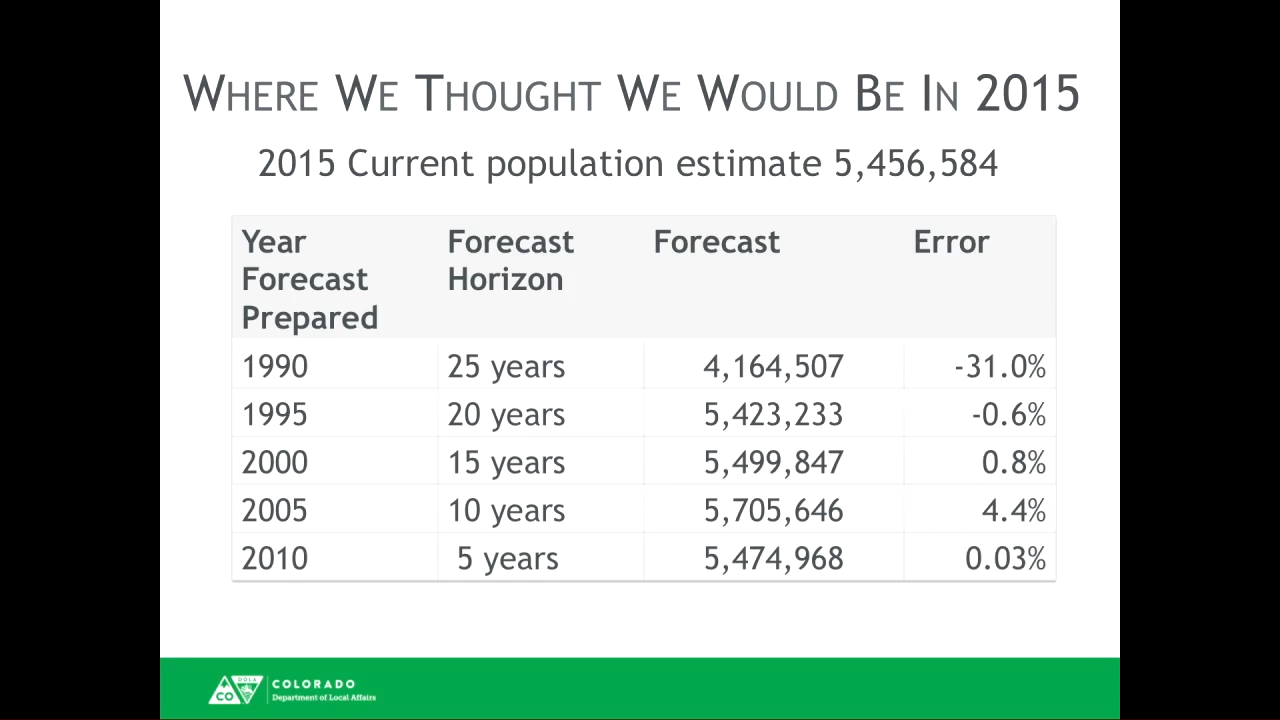 WHERE WE THOUGHT WE WOULD BE IN 2015
2015 Current population estimate 5,456,584
Year Forecast Prepared
Forecast Horizon
Forecast
Error
1990 25 years 4,164,507 -31.0%
1995 20 years 5,423,233 -0.6%
2000 15 years 5,499,847 0.8%
2005 10 years 5,705,646 4.4%
2010 5 years 5,474,968 0.03%
CO
DOLA
COLORADO
Department of Local Affairs